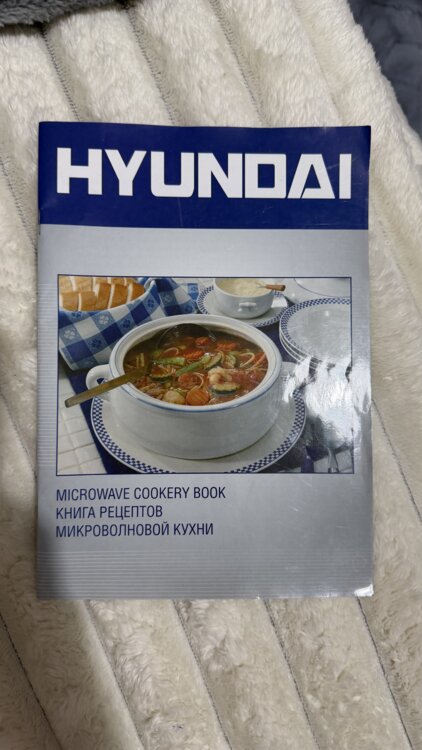 HYUNDAI
MICROWAVE COOKERY BOOK
КНИГА РЕЦЕПТОВ
МИКРОВОЛНОВОЙ КУХНИ